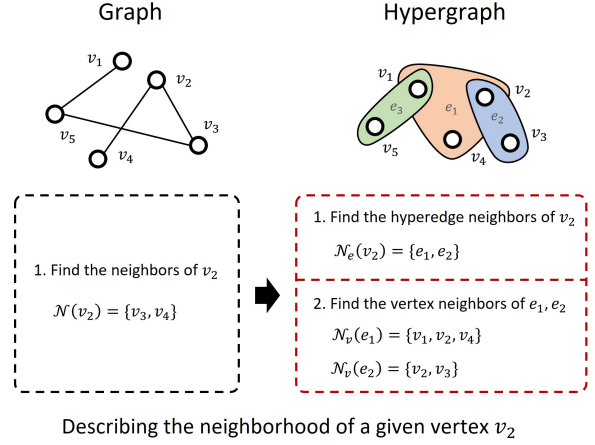 Graph
Hypergraph
v₁
v₂
v₅
v₄
v₃
v₁
e₃
e₁
v₂
e₂
v₅
v₄
v₃
1. Find the neighbors of v₂
𝒩(v₂) = {v₃, v₄}
1. Find the hyperedge neighbors of v₂
𝒩ₑ(v₂) = {e₁, e₂}
2. Find the vertex neighbors of e₁, e₂
𝒩ᵥ(e₁) = {v₁, v₂, v₄}
𝒩ᵥ(e₂) = {v₂, v₃}
Describing the neighborhood of a given vertex v₂